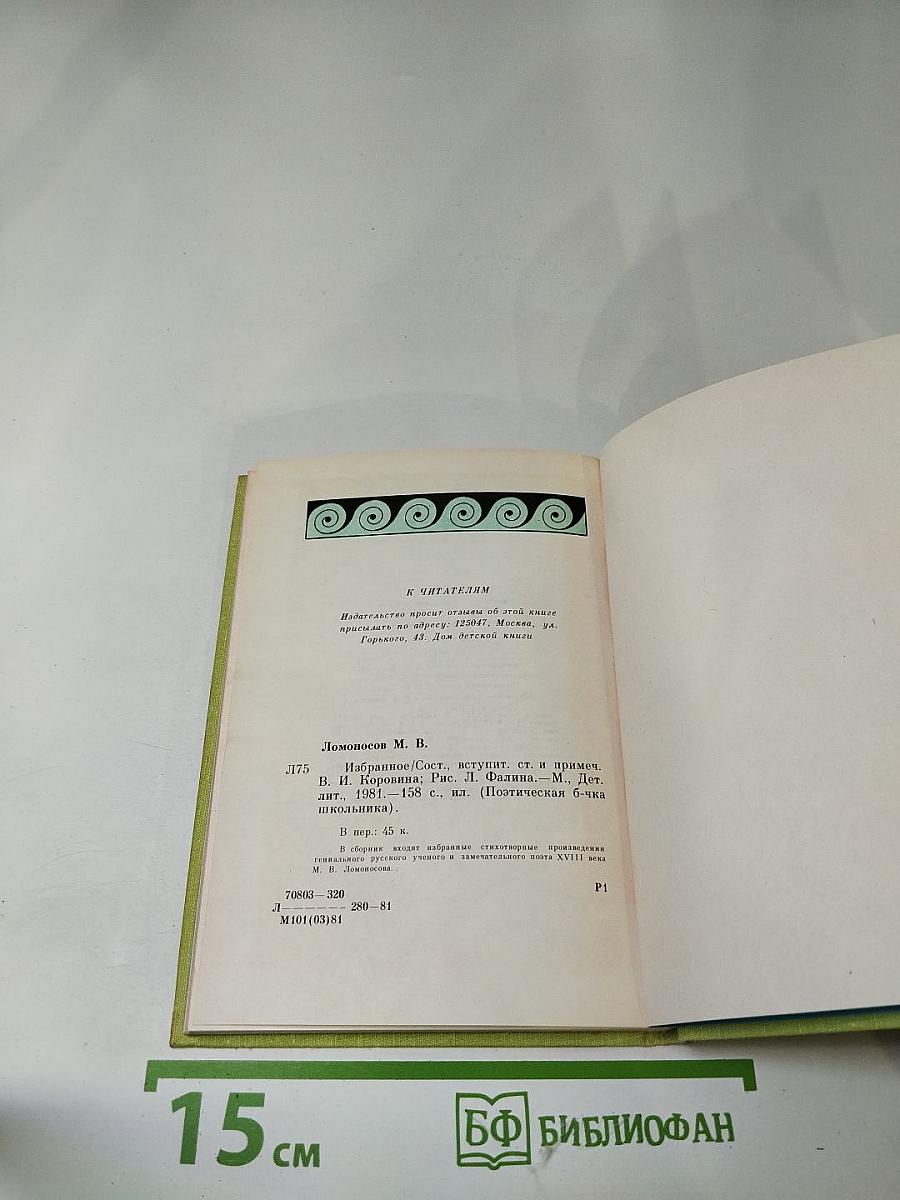 К ЧИТАТЕЛЯМ
Издательство просит отзывы об этой книге
присылать по адресу: 125047, Москва, ул.
Горького, 43. Дом детской книги
Ломоносов М. В.
Л75 Избранное/Сост., вступит. ст. и примеч.
В. И. Коровина; Рис. Л. Фалина.—М., Дет.
лит., 1981.—158 с., ил. (Поэтическая б-чка
школьника).
В пер.: 45 к.
В сборник входят избранные стихотворные произведения
гениального русского ученого и замечательного поэта XVIII века
М. В. Ломоносова.
70803—320 Р1
Л—————— 280—81
М101(03)81
15 см
БФ БИБЛИОФАН